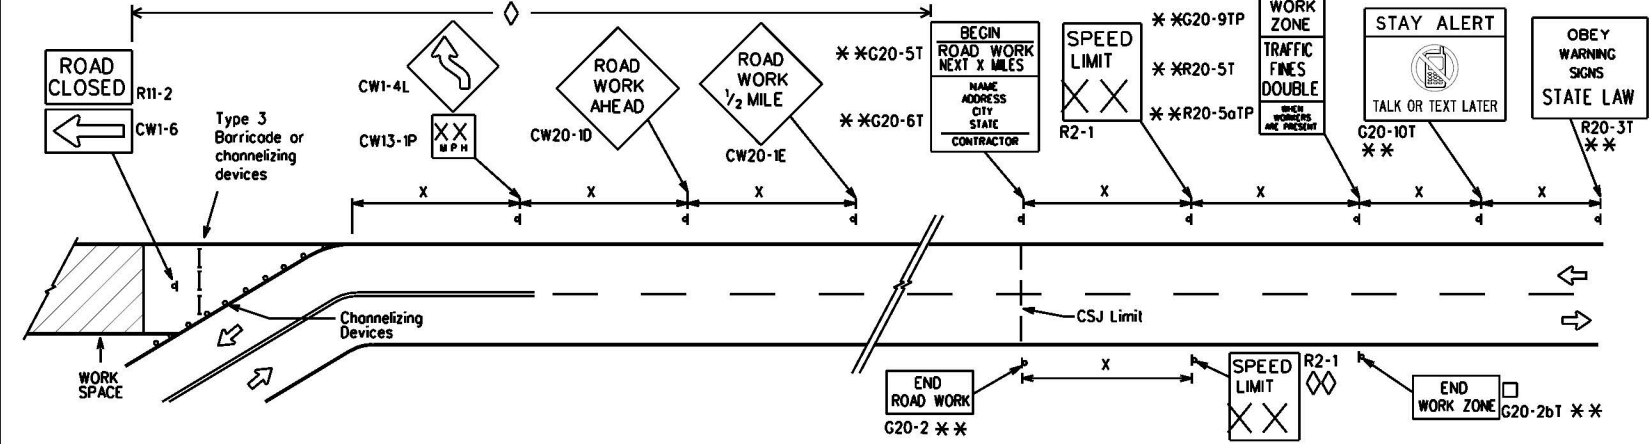 ROAD
CLOSED
R11-2
CW1-6
Type 3
Barricade or
channelizing
devices
CW1-4L
XX
MPH
CW13-1P
ROAD
WORK
AHEAD
CW20-1D
ROAD
WORK
1/2 MILE
CW20-1E
* *G20-5T
* *G20-6T
BEGIN
ROAD WORK
NEXT X MILES
NAME
ADDRESS
CITY
STATE
CONTRACTOR
SPEED
LIMIT
X X
R2-1
* *G20-9TP
* *R20-5T
* *R20-5aTP
WORK
ZONE
TRAFFIC
FINES
DOUBLE
WHEN
WORKERS
ARE PRESENT
STAY ALERT
TALK OR TEXT LATER
G20-10T
* *
OBEY
WARNING
SIGNS
STATE LAW
R20-3T
* *
X
X
X
X
X
X
X
Channelizing
Devices
WORK
SPACE
CSJ Limit
X
END
ROAD WORK
G20-2 * *
SPEED
LIMIT
X X
R2-1
END
WORK ZONE
G20-2bT * *